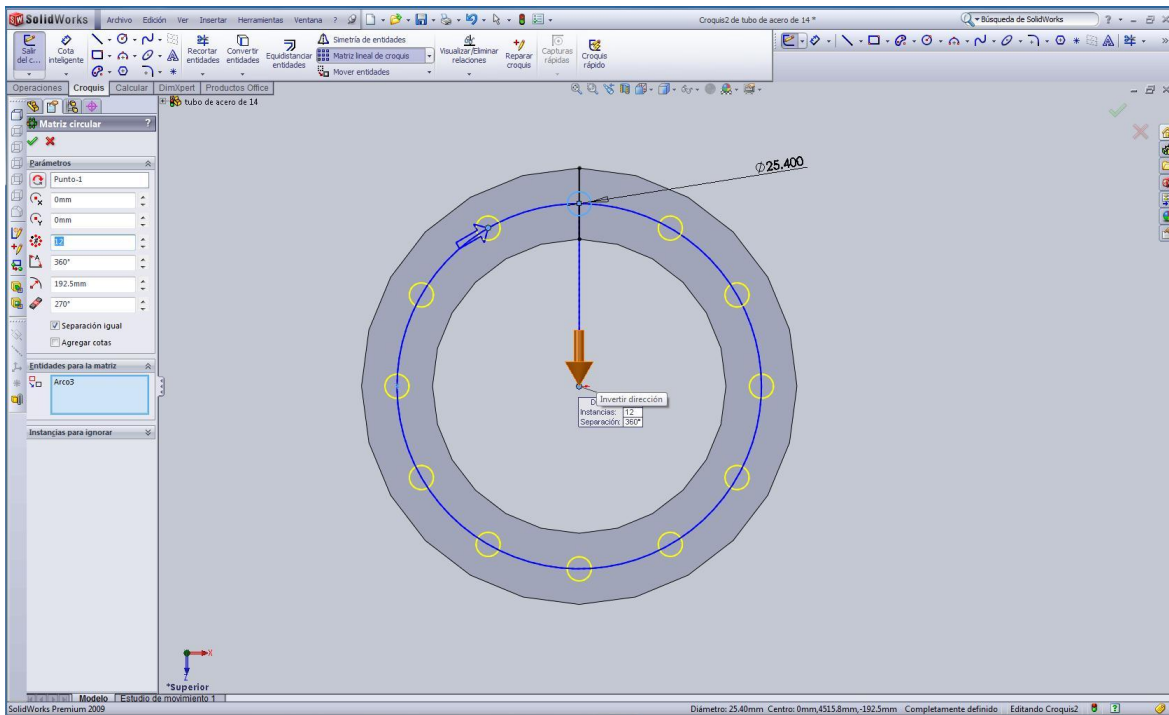 SolidWorks Archivo Edición Ver Insertar Herramientas Ventana ? Croquis2 de tubo de acero de 14 * Búsqueda de SolidWorks ?
Salir del c... Cota inteligente Recortar entidades Convertir entidades Equidistanciar entidades Simetría de entidades Visualizar/Eliminar relaciones Reparar croquis Capturas rápidas Croquis rápido
Matriz lineal de croquis
Mover entidades
Operaciones Croquis Calcular DimXpert Productos Office
tubo de acero de 14
Matriz circular ?
Parámetros
Punto-1
0mm
0mm
12
360°
192.5mm
270°
Separación igual
Agregar cotas
Entidades para la matriz
Arco3
Instancias para ignorar
Ø25.400
Invertir dirección
Instancias: 12
Separación: 360°
X
Z
*Superior
Modelo Estudio de movimiento 1
SolidWorks Premium 2009 Diámetro: 25.40mm Centro: 0mm,4515.8mm,-192.5mm Completamente definido Editando Croquis2